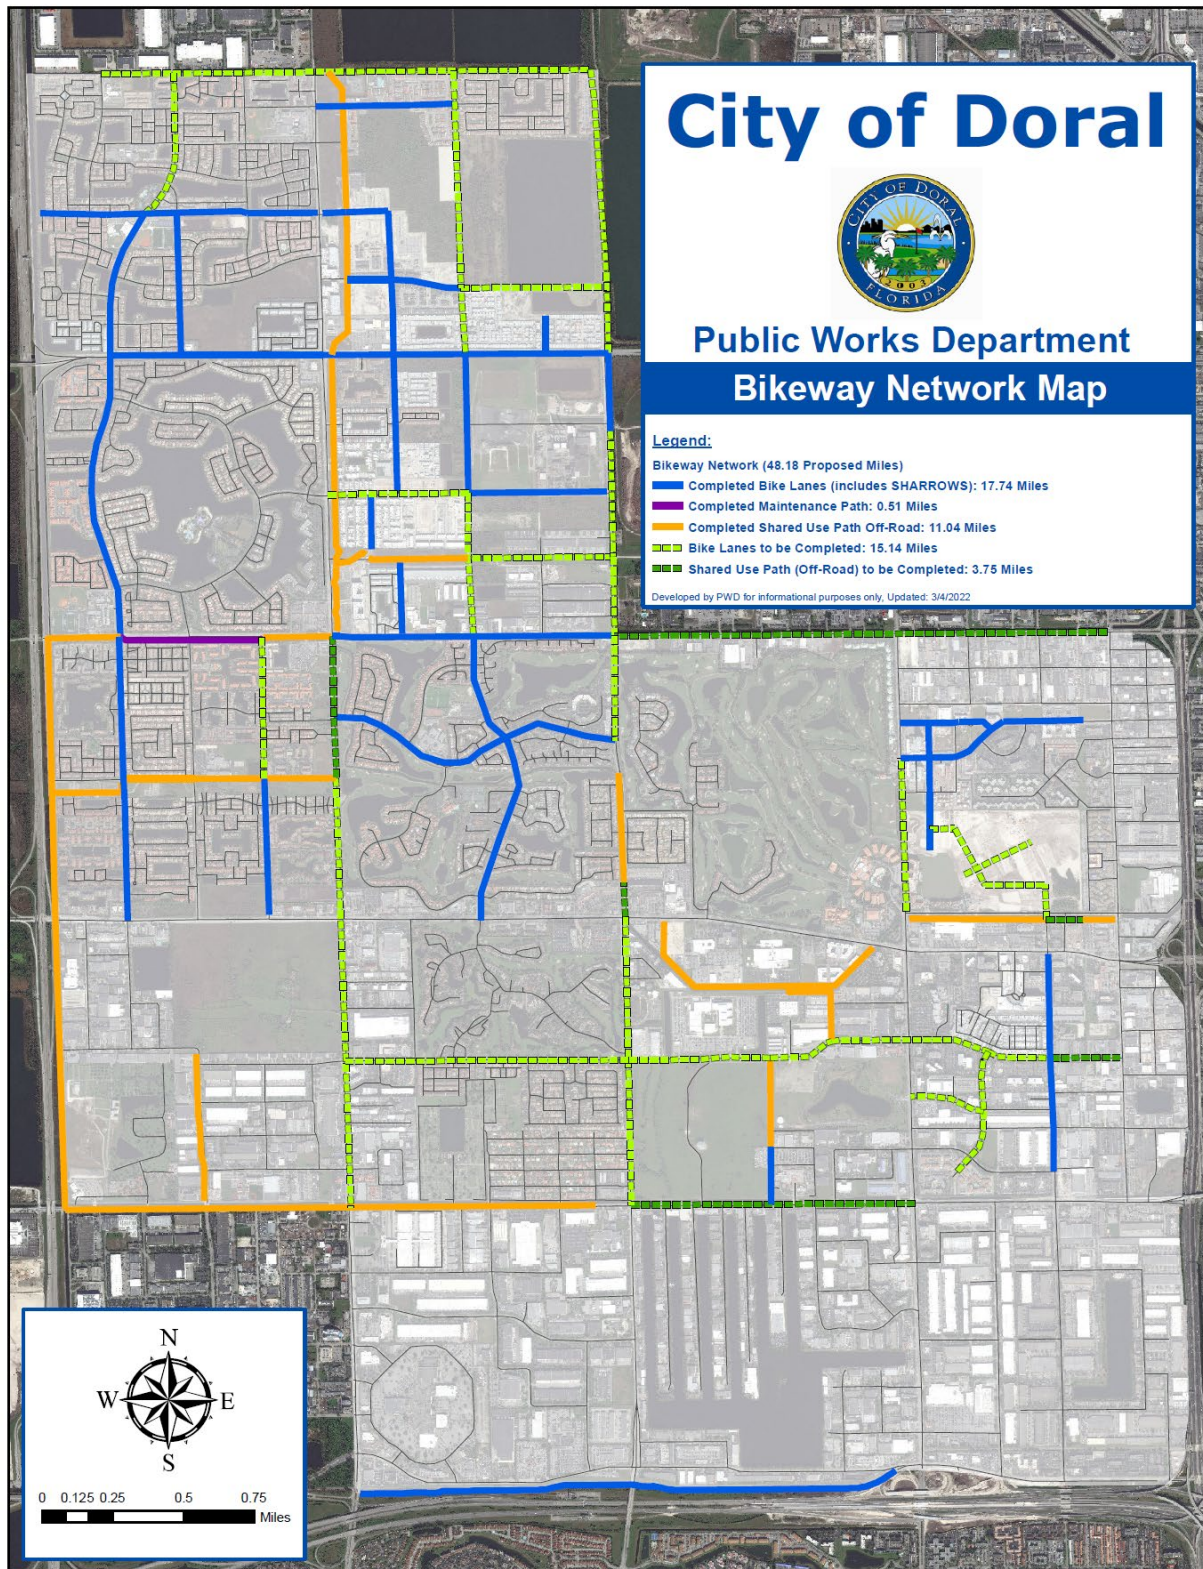 City of Doral
CITY OF DORAL
2003
FLORIDA
Public Works Department
Bikeway Network Map
Legend:
Bikeway Network (48.18 Proposed Miles)
Completed Bike Lanes (includes SHARROWS): 17.74 Miles
Completed Maintenance Path: 0.51 Miles
Completed Shared Use Path Off-Road: 11.04 Miles
Bike Lanes to be Completed: 15.14 Miles
Shared Use Path (Off-Road) to be Completed: 3.75 Miles
Developed by PWD for informational purposes only, Updated: 3/4/2022
N
W E
S
0 0.125 0.25 0.5 0.75
Miles